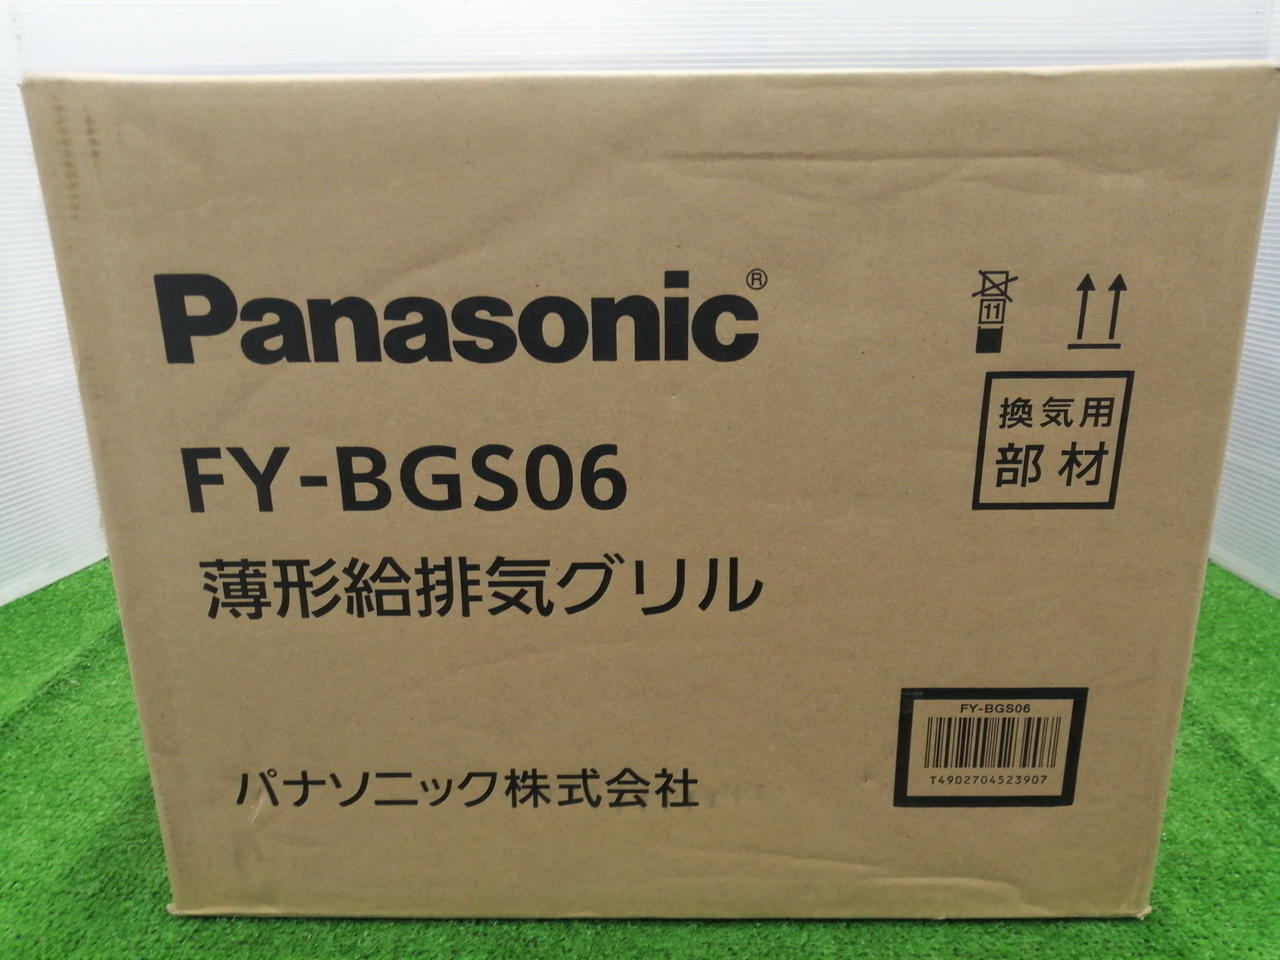 Panasonic®
11
換気用
部材
FY-BGS06
薄形給排気グリル
FY-BGS06
T4902704523907
パナソニック株式会社